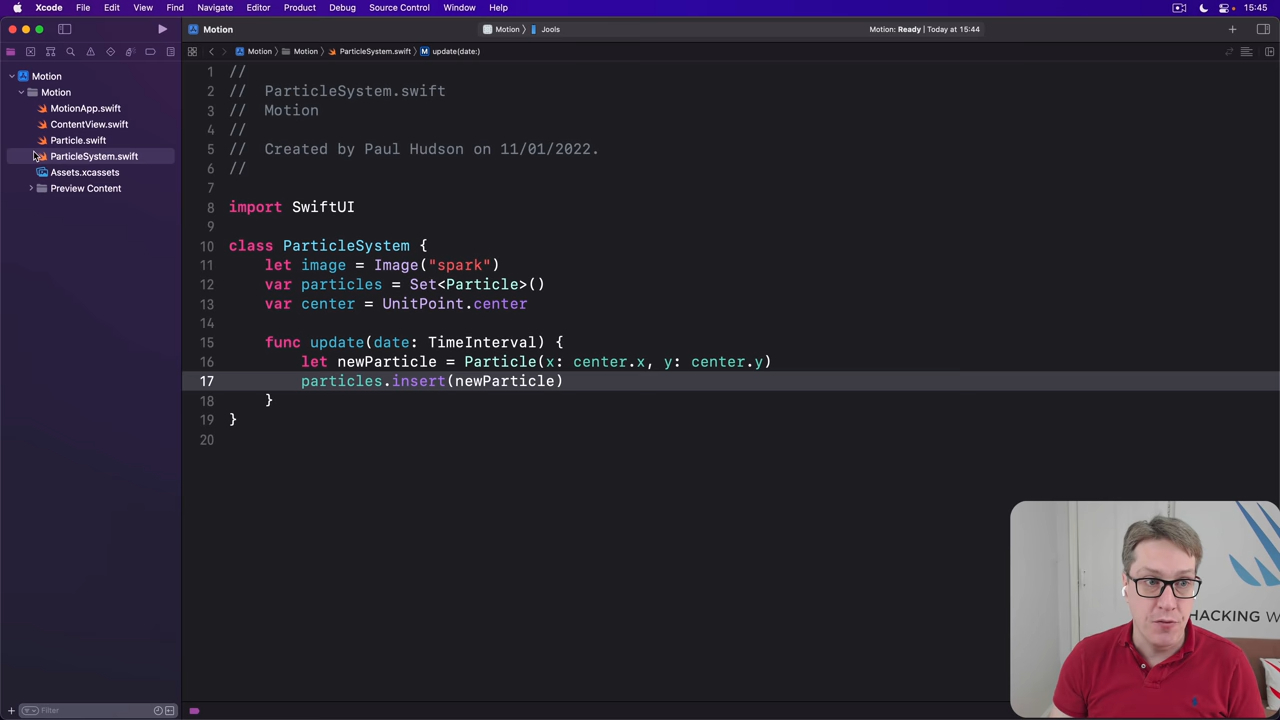 Xcode File Edit View Find Navigate Editor Product Debug Source Control Window Help 15:45
Motion Motion 〉 Jools Motion: Ready | Today at 15:44
Motion 〉 Motion 〉 ParticleSystem.swift 〉 M update(date:)
Motion
Motion
MotionApp.swift
ContentView.swift
Particle.swift
ParticleSystem.swift
Assets.xcassets
Preview Content
1 //
2 // ParticleSystem.swift
3 // Motion
4 //
5 // Created by Paul Hudson on 11/01/2022.
6 //
7
8 import SwiftUI
9
10 class ParticleSystem {
11 let image = Image("spark")
12 var particles = Set<Particle>()
13 var center = UnitPoint.center
14
15 func update(date: TimeInterval) {
16 let newParticle = Particle(x: center.x, y: center.y)
17 particles.insert(newParticle)
18 }
19 }
20
HACKING W
Filter